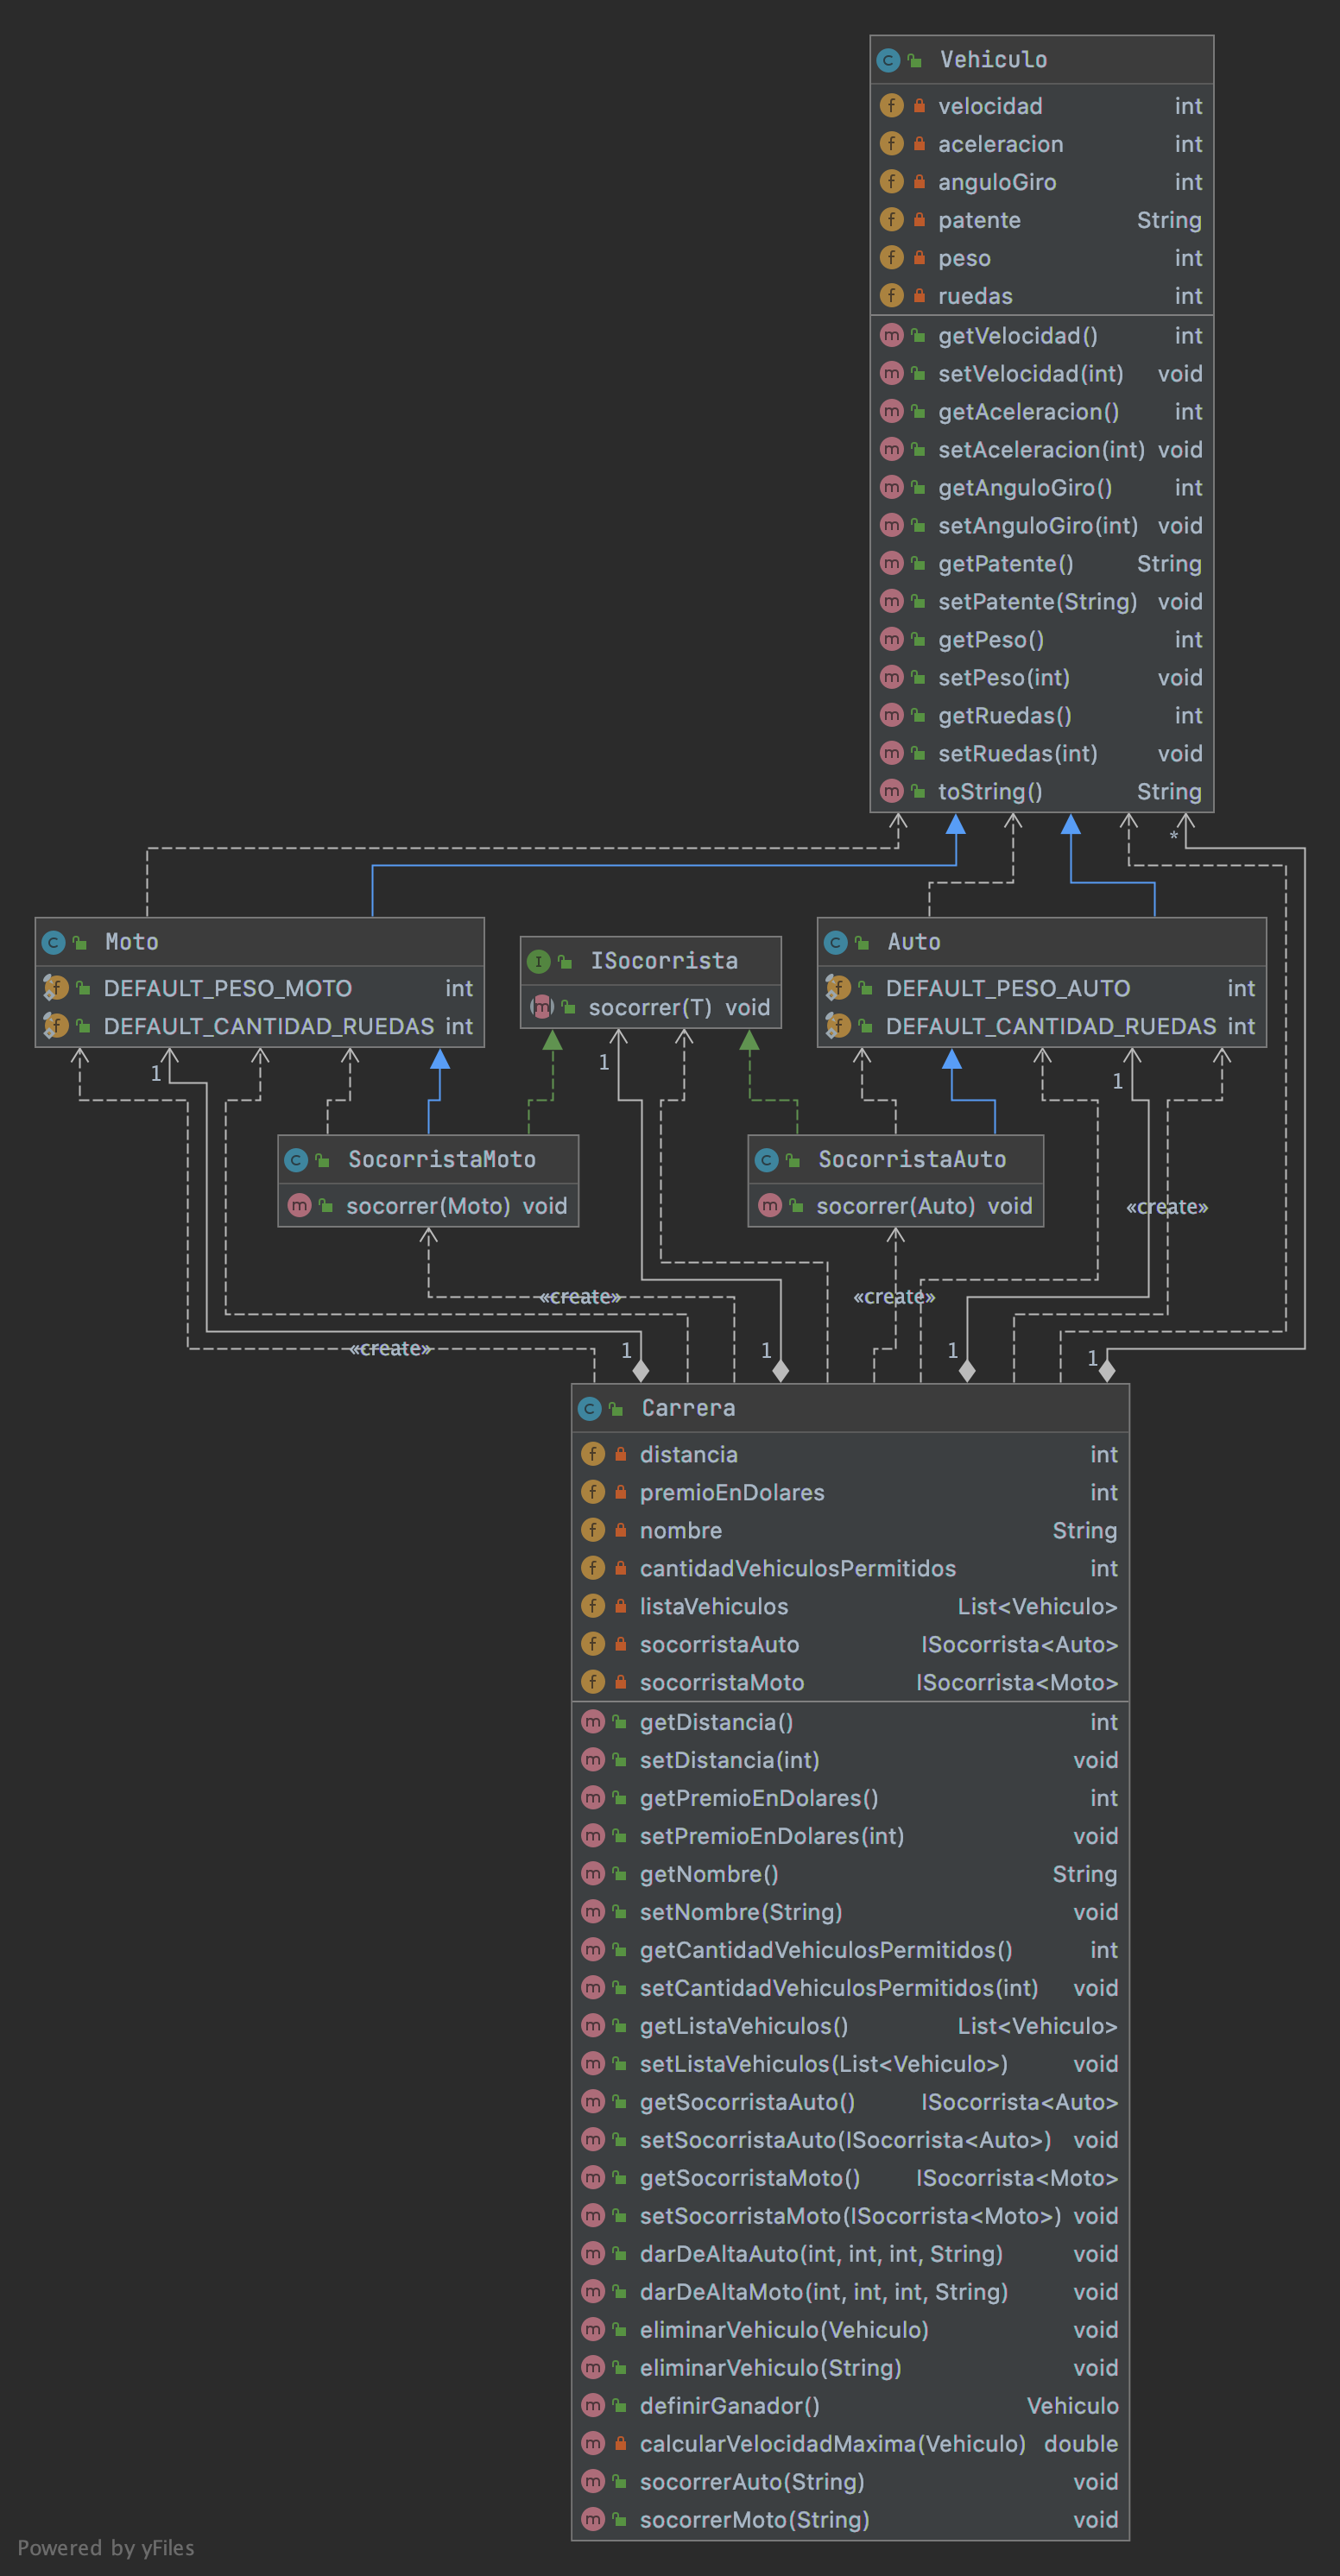 Vehiculo
velocidad int
aceleracion int
anguloGiro int
patente String
peso int
ruedas int
getVelocidad() int
setVelocidad(int) void
getAceleracion() int
setAceleracion(int) void
getAnguloGiro() int
setAnguloGiro(int) void
getPatente() String
setPatente(String) void
getPeso() int
setPeso(int) void
getRuedas() int
setRuedas(int) void
toString() String
*
Moto
DEFAULT_PESO_MOTO int
DEFAULT_CANTIDAD_RUEDAS int
ISocorrista
socorrer(T) void
Auto
DEFAULT_PESO_AUTO int
DEFAULT_CANTIDAD_RUEDAS int
1
1
1
SocorristaMoto
socorrer(Moto) void
SocorristaAuto
socorrer(Auto) void
«create»
«create»
«create»
«create»
1
1
1
1
Carrera
distancia int
premioEnDolares int
nombre String
cantidadVehiculosPermitidos int
listaVehiculos List<Vehiculo>
socorristaAuto ISocorrista<Auto>
socorristaMoto ISocorrista<Moto>
getDistancia() int
setDistancia(int) void
getPremioEnDolares() int
setPremioEnDolares(int) void
getNombre() String
setNombre(String) void
getCantidadVehiculosPermitidos() int
setCantidadVehiculosPermitidos(int) void
getListaVehiculos() List<Vehiculo>
setListaVehiculos(List<Vehiculo>) void
getSocorristaAuto() ISocorrista<Auto>
setSocorristaAuto(ISocorrista<Auto>) void
getSocorristaMoto() ISocorrista<Moto>
setSocorristaMoto(ISocorrista<Moto>) void
darDeAltaAuto(int, int, int, String) void
darDeAltaMoto(int, int, int, String) void
eliminarVehiculo(Vehiculo) void
eliminarVehiculo(String) void
definirGanador() Vehiculo
calcularVelocidadMaxima(Vehiculo) double
socorrerAuto(String) void
socorrerMoto(String) void
Powered by yFiles